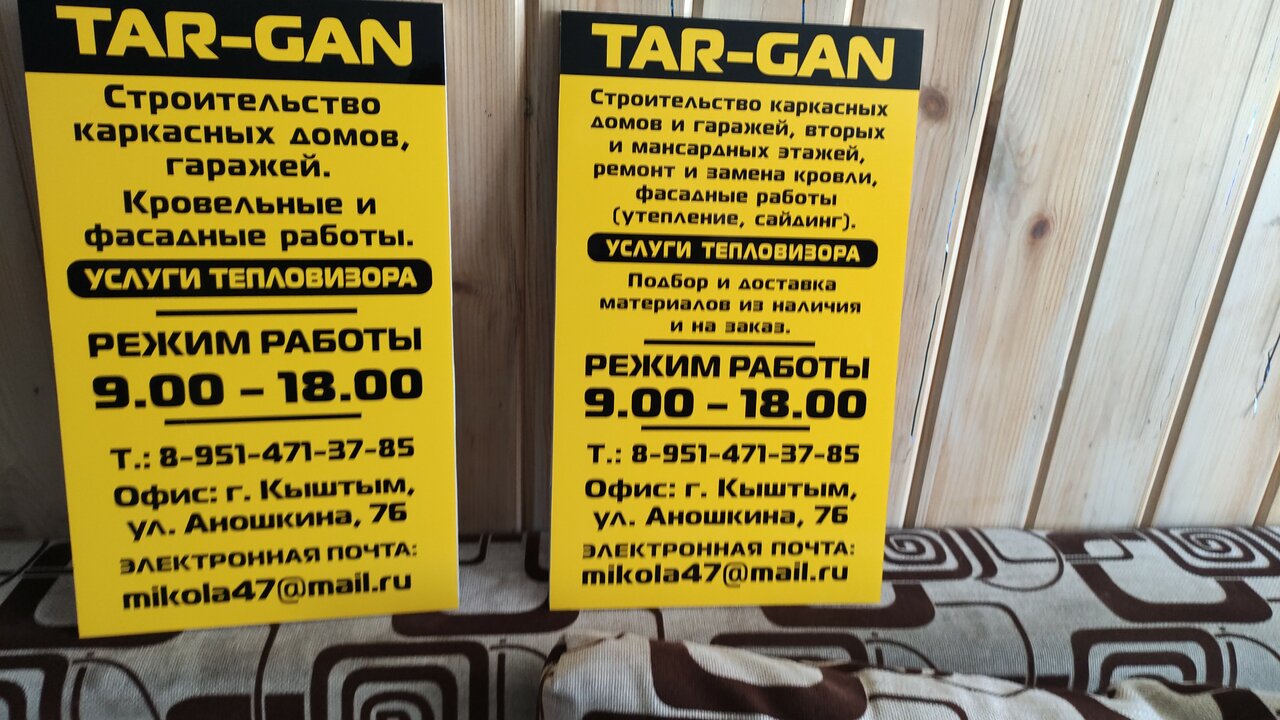 TAR-GAN
Строительство
каркасных домов,
гаражей.
Кровельные и
фасадные работы.
УСЛУГИ ТЕПЛОВИЗОРА
РЕЖИМ РАБОТЫ
9.00 – 18.00
Т.: 8-951-471-37-85
Офис: г. Кыштым,
ул. Аношкина, 76
ЭЛЕКТРОННАЯ ПОЧТА:
mikola47@mail.ru
TAR-GAN
Строительство каркасных
домов и гаражей, вторых
и мансардных этажей,
ремонт и замена кровли,
фасадные работы
(утепление, сайдинг).
УСЛУГИ ТЕПЛОВИЗОРА
Подбор и доставка
материалов из наличия
и на заказ.
РЕЖИМ РАБОТЫ
9.00 – 18.00
Т.: 8-951-471-37-85
Офис: г. Кыштым,
ул. Аношкина, 76
ЭЛЕКТРОННАЯ ПОЧТА:
mikola47@mail.ru